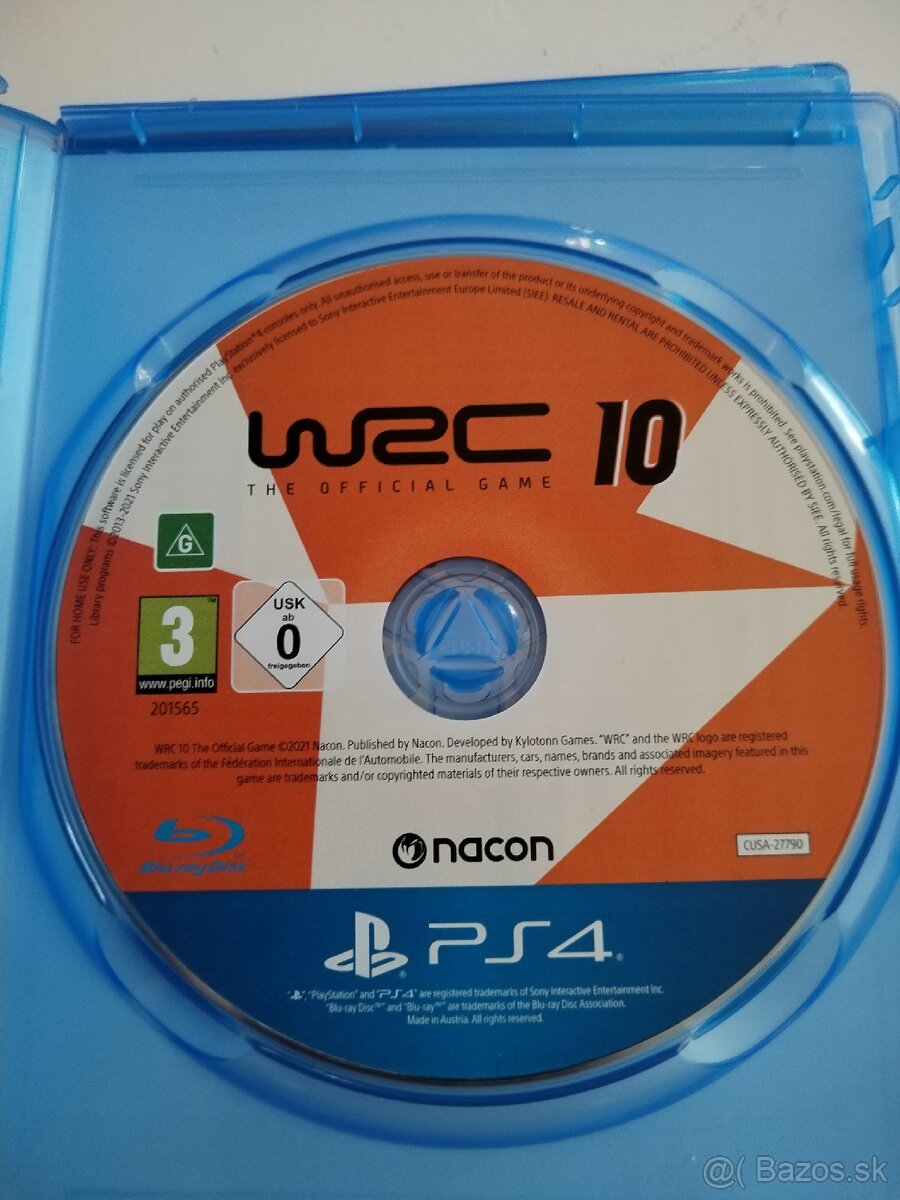 FOR HOME USE ONLY: This software is licensed for play on authorised PlayStation®4 consoles only. All unauthorised access, use or transfer of the product or its underlying copyright and trademark works is prohibited. See playstation.com/legal for full usage rights.
Library programs ©2013-2021 Sony Interactive Entertainment Inc. exclusively licensed to Sony Interactive Entertainment Europe Limited (SIEE). RESALE AND RENTAL ARE PROHIBITED UNLESS EXPRESSLY AUTHORISED BY SIEE. All rights reserved.
WRC 10
THE OFFICIAL GAME
G
3™
www.pegi.info
201565
USK
ab
0
freigegeben
WRC 10 The Official Game ©2021 Nacon. Published by Nacon. Developed by Kylotonn Games. "WRC" and the WRC logo are registered
trademarks of the Fédération Internationale de l'Automobile. The manufacturers, cars, names, brands and associated imagery featured in this
game are trademarks and/or copyrighted materials of their respective owners. All rights reserved.
Blu-ray Disc™
nacon
CUSA-27790
PS4®
" ", "PlayStation" and "PS4" are registered trademarks of Sony Interactive Entertainment Inc.
"Blu-ray Disc™" and "Blu-ray™" are trademarks of the Blu-ray Disc Association.
Made in Austria. All rights reserved.
@( Bazos.sk